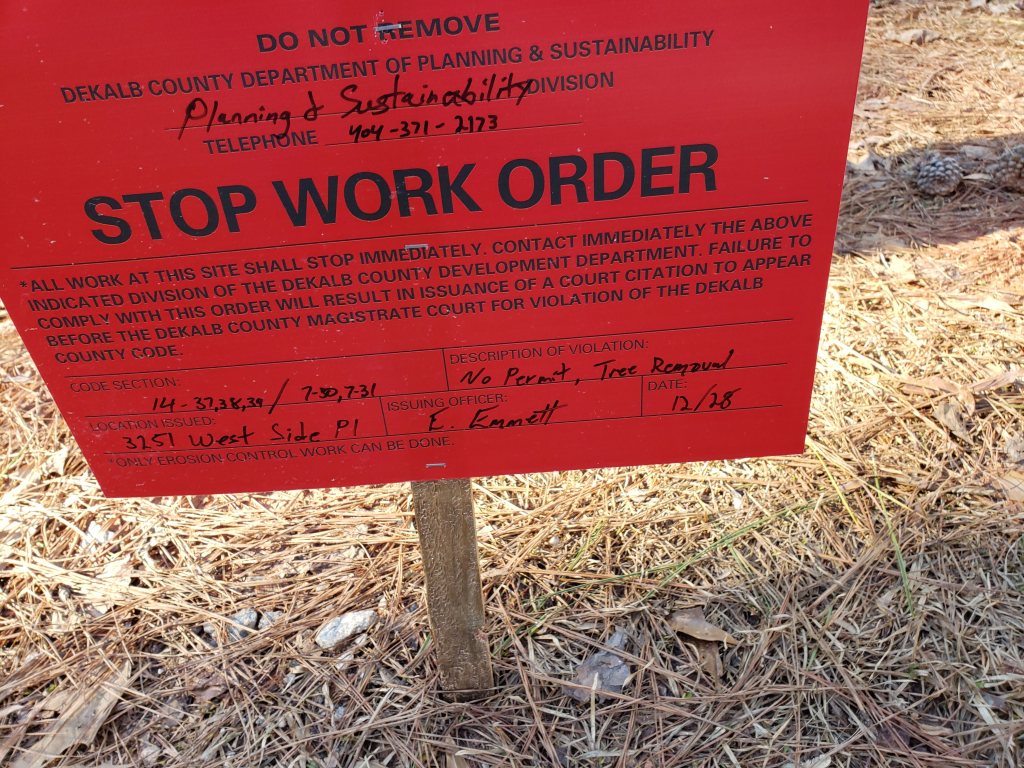 DO NOT REMOVE
DEKALB COUNTY DEPARTMENT OF PLANNING & SUSTAINABILITY
Planning & Sustainability DIVISION
TELEPHONE 404-371-2173
STOP WORK ORDER
*ALL WORK AT THIS SITE SHALL STOP IMMEDIATELY. CONTACT IMMEDIATELY THE ABOVE
INDICATED DIVISION OF THE DEKALB COUNTY DEVELOPMENT DEPARTMENT. FAILURE TO
COMPLY WITH THIS ORDER WILL RESULT IN ISSUANCE OF A COURT CITATION TO APPEAR
BEFORE THE DEKALB COUNTY MAGISTRATE COURT FOR VIOLATION OF THE DEKALB
COUNTY CODE.
CODE SECTION:
14-37,38,39 / 7-30,7-31
DESCRIPTION OF VIOLATION:
No Permit, Tree Removal
LOCATION ISSUED:
3251 West Side Pl
ISSUING OFFICER:
E. Emmett
DATE:
12/28
*ONLY EROSION CONTROL WORK CAN BE DONE.